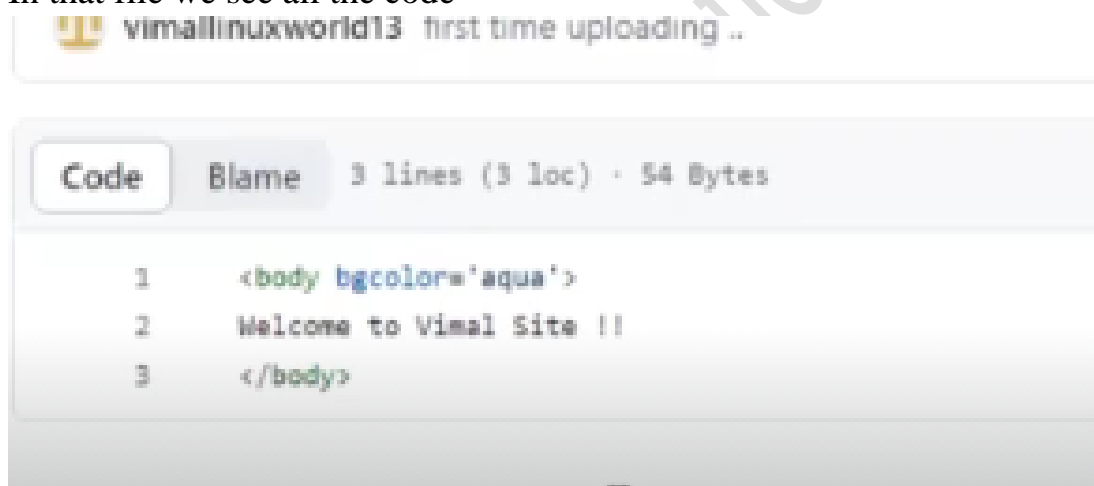 In that file we see all the code
vimallinuxworld13 first time uploading ..
Code Blame 3 lines (3 loc) · 54 Bytes
1 <body bgcolor='aqua'>
2 Welcome to Vimal Site !!
3 </body>